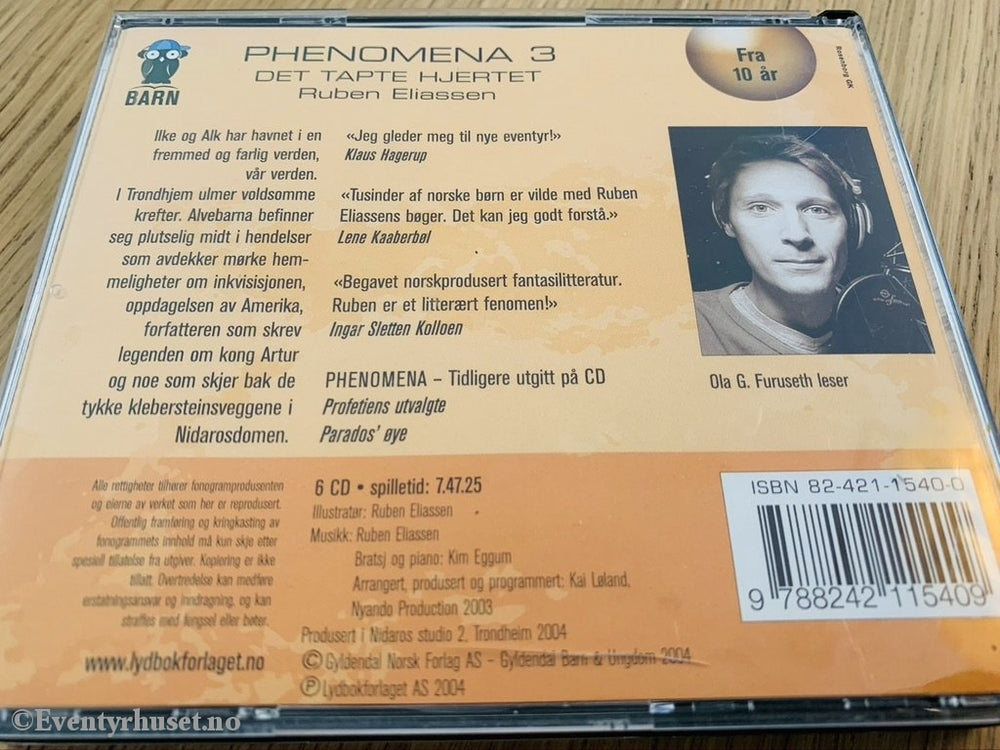 BARN
PHENOMENA 3
DET TAPTE HJERTET
Ruben Eliassen
Fra
10 år
Rosenborg GK
Ilke og Alk har havnet i en
fremmed og farlig verden,
vår verden.
I Trondhjem ulmer voldsomme
krefter. Alvebarna befinner
seg plutselig midt i hendelser
som avdekker mørke hem-
meligheter om inkvisisjonen,
oppdagelsen av Amerika,
forfatteren som skrev
legenden om kong Artur
og noe som skjer bak de
tykke klebersteinsveggene i
Nidarosdomen.
«Jeg gleder meg til nye eventyr!»
Klaus Hagerup
«Tusinder af norske børn er vilde med Ruben
Eliassens bøger. Det kan jeg godt forstå.»
Lene Kaaberbøl
«Begavet norskprodusert fantasilitteratur.
Ruben er et litterært fenomen!»
Ingar Sletten Kolloen
PHENOMENA – Tidligere utgitt på CD
Profetiens utvalgte
Parados' øye
Ola G. Furuseth leser
Alle rettigheter tilhører fonogramprodusenten
og eierne av verket som her er reprodusert.
Offentlig framføring og kringkasting av
fonogrammets innhold må kun skje etter
spesiell tillatelse fra utgiver. Kopiering er ikke
tillatt. Overtredelse kan medføre
erstatningsansvar og inndragning, og kan
straffes med fengsel eller bøter.
www.lydbokforlaget.no
6 CD • spilletid: 7.47.25
Illustratør: Ruben Eliassen
Musikk: Ruben Eliassen
Bratsj og piano: Kim Eggum
Arrangert, produsert og programmert: Kai Løland,
Nyando Production 2003
Produsert i Nidaros studio 2, Trondheim 2004
© Gyldendal Norsk Forlag AS – Gyldendal Barn & Ungdom 2004
℗ Lydbokforlaget AS 2004
ISBN 82-421-1540-0
9 788242 115409
©Eventyrhuset.no